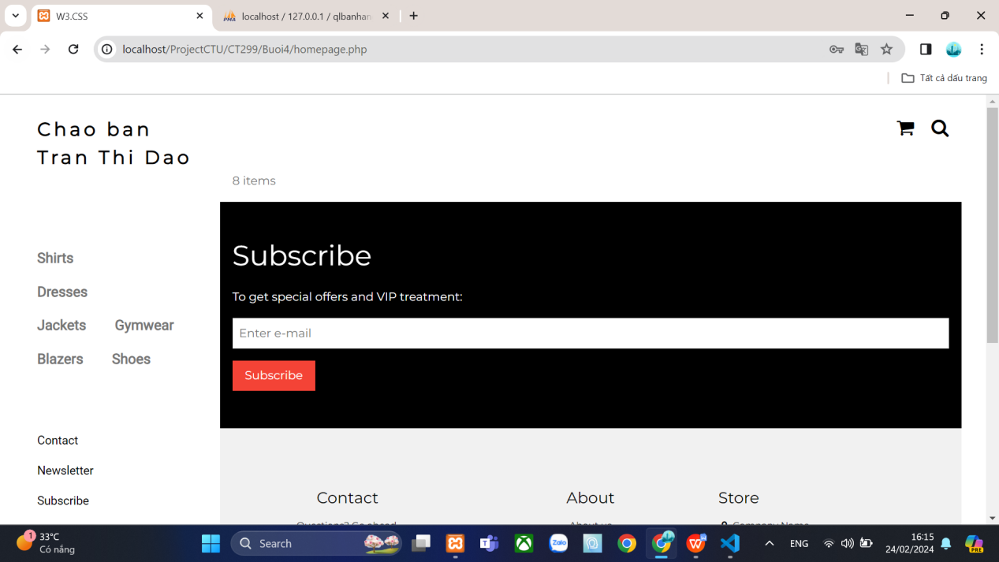 W3.CSS
localhost / 127.0.0.1 / qlbanhan
localhost/ProjectCTU/CT299/Buoi4/homepage.php
Tất cả dấu trang
Chao ban
Tran Thi Dao
8 items
Shirts
Dresses
Jackets Gymwear
Blazers Shoes
Contact
Newsletter
Subscribe
Subscribe
To get special offers and VIP treatment:
Enter e-mail
Subscribe
Contact About Store
Questions? Go ahead. About us Company Name
1
33°C
Có nắng
Search
Zalo
ENG
16:15
24/02/2024
PRE